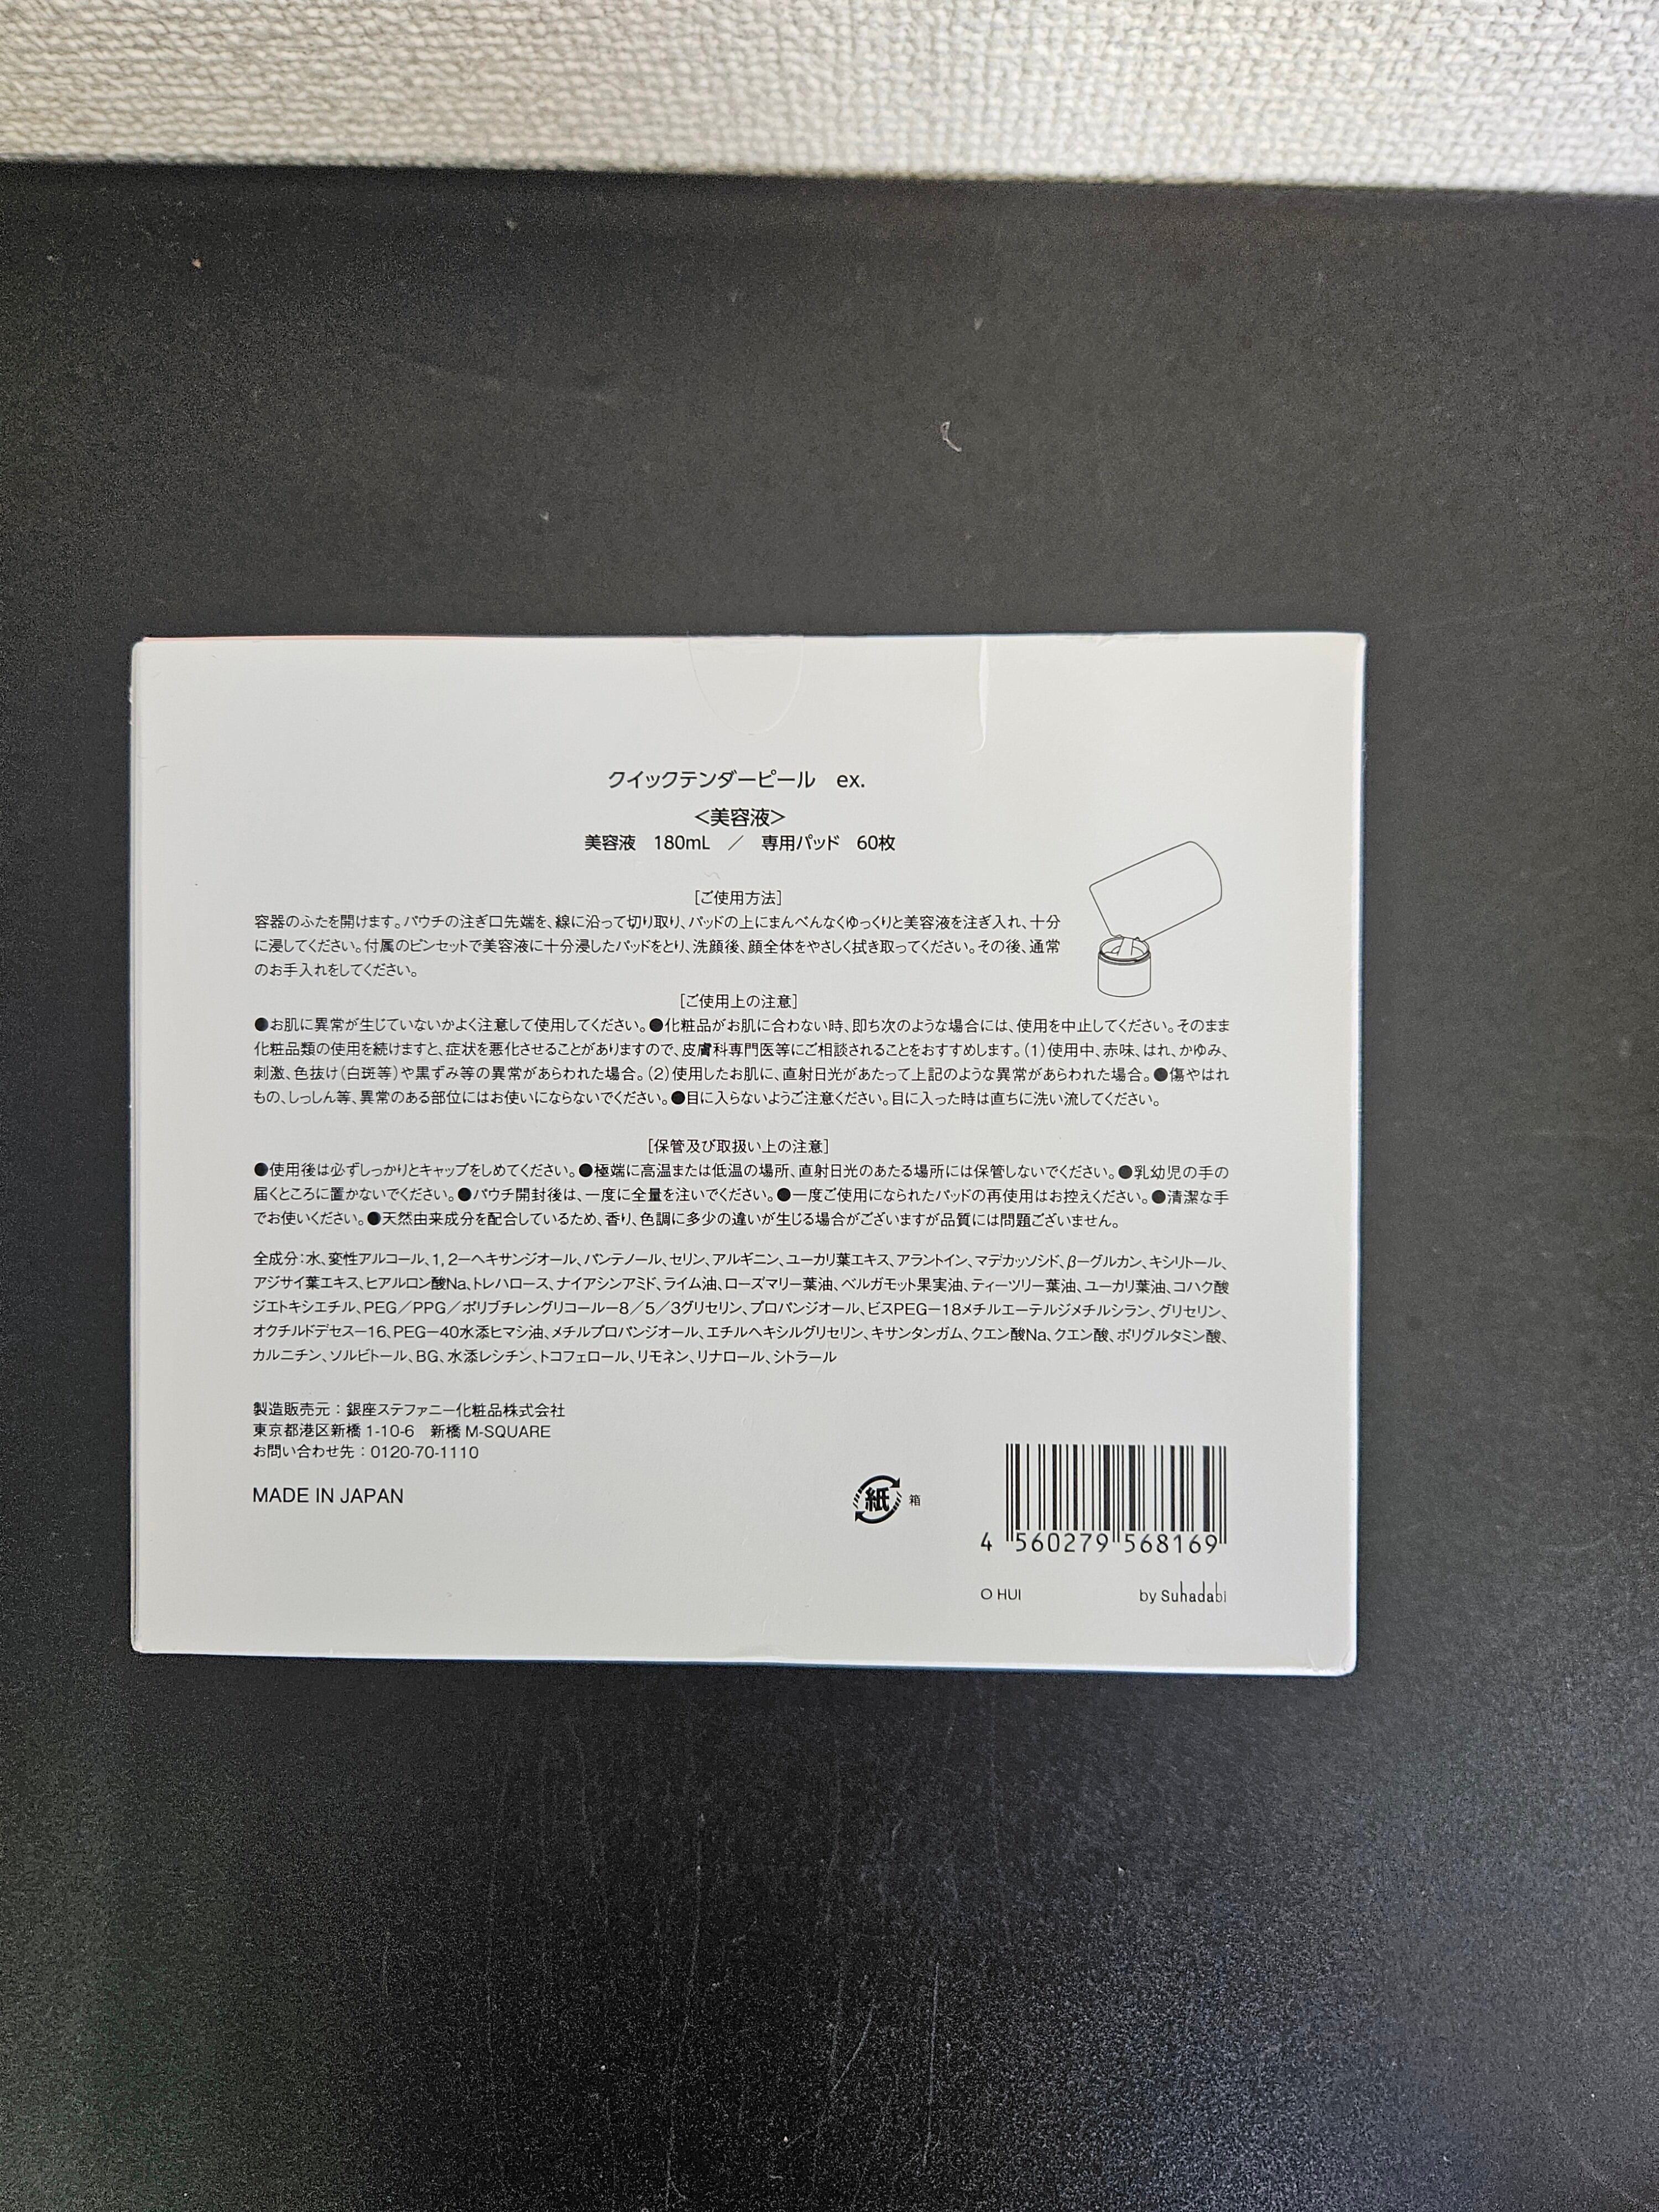 クイックテンダーピール ex.
<美容液>
美容液 180mL ／ 専用パッド 60枚
[ご使用方法]
容器のふたを開けます。パウチの注ぎ口先端を、線に沿って切り取り、パッドの上にまんべんなくゆっくりと美容液を注ぎ入れ、十分
に浸してください。付属のピンセットで美容液に十分浸したパッドをとり、洗顔後、顔全体をやさしく拭き取ってください。その後、通常
のお手入れをしてください。
[ご使用上の注意]
●お肌に異常が生じていないかよく注意して使用してください。●化粧品がお肌に合わない時、即ち次のような場合には、使用を中止してください。そのまま
化粧品類の使用を続けますと、症状を悪化させることがありますので、皮膚科専門医等にご相談されることをおすすめします。(1)使用中、赤味、はれ、かゆみ、
刺激、色抜け(白斑等)や黒ずみ等の異常があらわれた場合。(2)使用したお肌に、直射日光があたって上記のような異常があらわれた場合。●傷やはれ
もの、しっしん等、異常のある部位にはお使いにならないでください。●目に入らないようご注意ください。目に入った時は直ちに洗い流してください。
[保管及び取扱い上の注意]
●使用後は必ずしっかりとキャップをしめてください。●極端に高温または低温の場所、直射日光のあたる場所には保管しないでください。●乳幼児の手の
届くところに置かないでください。●パウチ開封後は、一度に全量を注いでください。●一度ご使用になられたパッドの再使用はお控えください。●清潔な手
でお使いください。●天然由来成分を配合しているため、香り、色調に多少の違いが生じる場合がございますが品質には問題ございません。
全成分：水、変性アルコール、1,2－ヘキサンジオール、パンテノール、セリン、アルギニン、ユーカリ葉エキス、アラントイン、マデカッソシド、β－グルカン、キシリトール、
アジサイ葉エキス、ヒアルロン酸Na、トレハロース、ナイアシンアミド、ライム油、ローズマリー葉油、ベルガモット果実油、ティーツリー葉油、ユーカリ葉油、コハク酸
ジエトキシエチル、PEG／PPG／ポリブチレングリコール－8／5／3グリセリン、プロパンジオール、ビスPEG－18メチルエーテルジメチルシラン、グリセリン、
オクチルドデセス－16、PEG－40水添ヒマシ油、メチルプロパンジオール、エチルヘキシルグリセリン、キサンタンガム、クエン酸Na、クエン酸、ポリグルタミン酸、
カルニチン、ソルビトール、BG、水添レシチン、トコフェロール、リモネン、リナロール、シトラール
製造販売元：銀座ステファニー化粧品株式会社
東京都港区新橋 1-10-6 新橋 M-SQUARE
お問い合わせ先：0120-70-1110
MADE IN JAPAN
紙 箱
4 560279 568169
O HUI
by Suhadabi